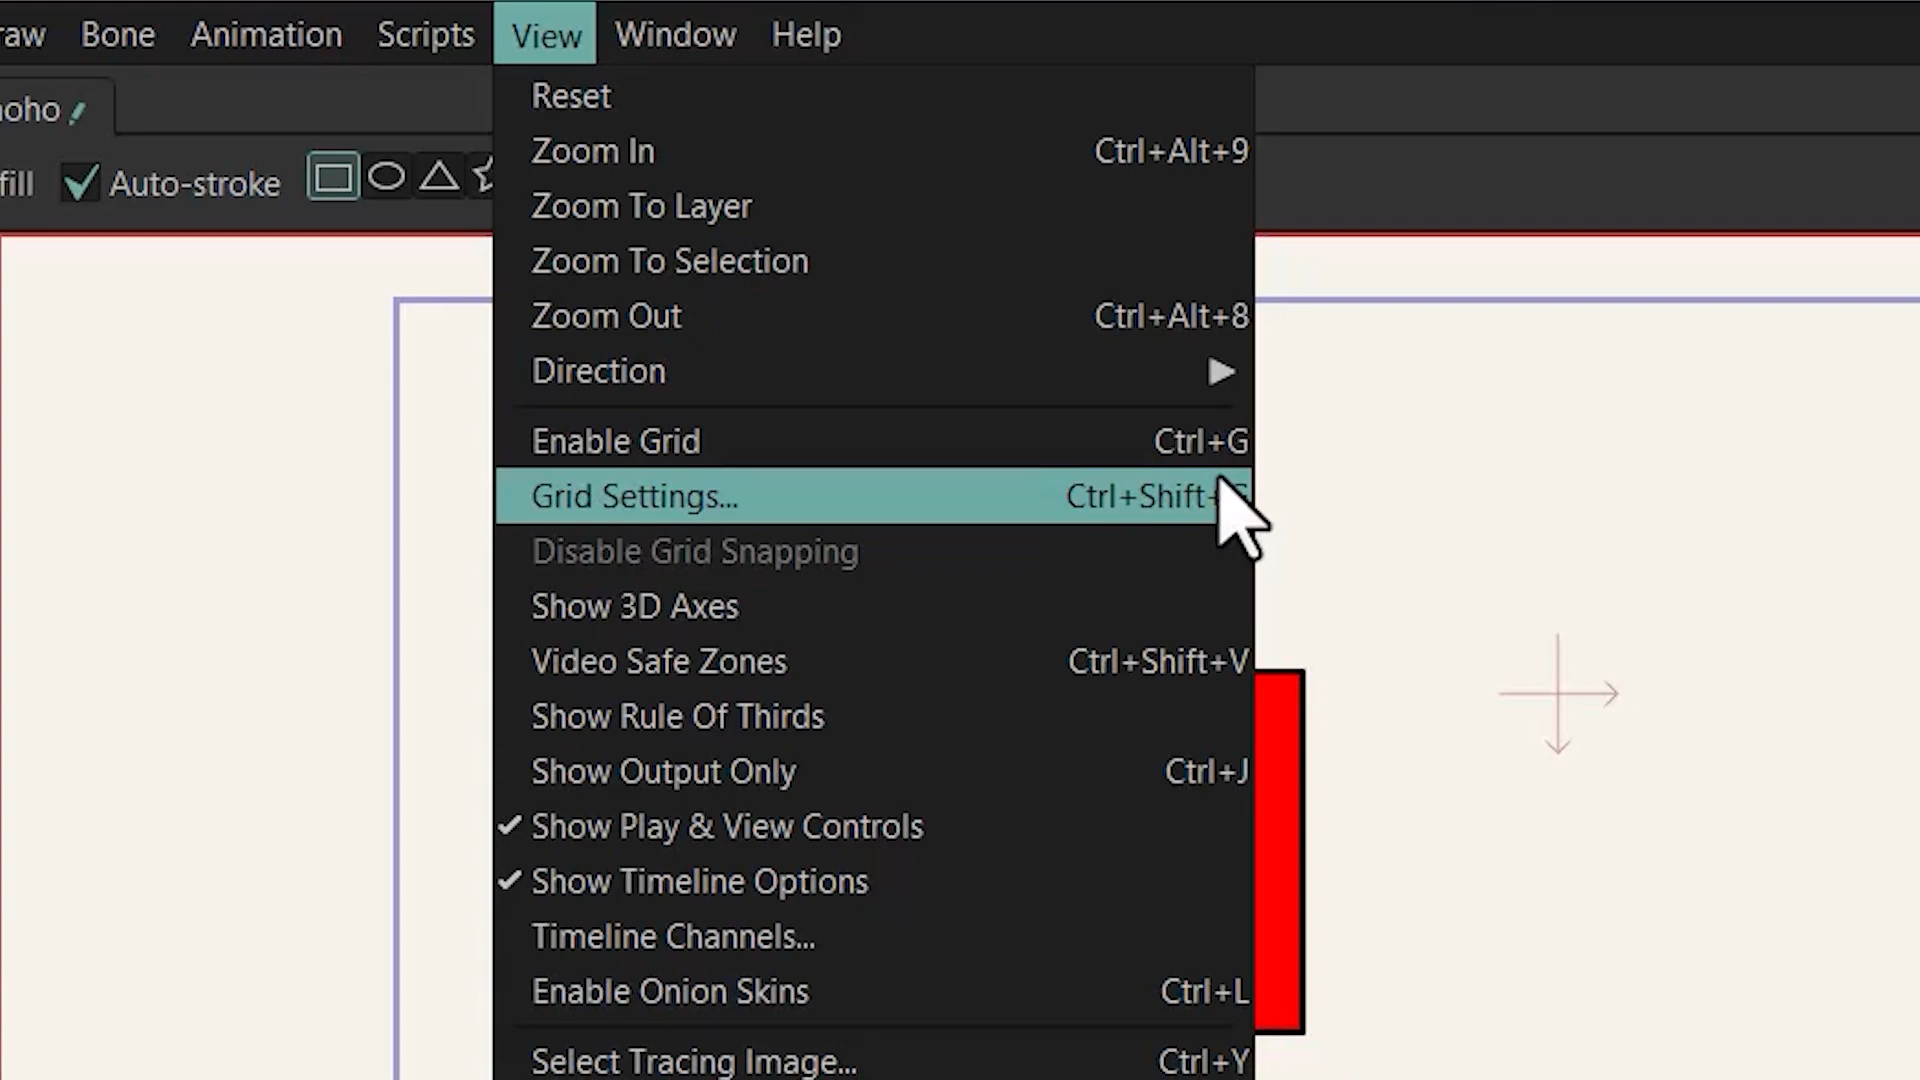 raw Bone Animation Scripts View Window Help
oho
fill Auto-stroke
Reset
Zoom In Ctrl+Alt+9
Zoom To Layer
Zoom To Selection
Zoom Out Ctrl+Alt+8
Direction
Enable Grid Ctrl+G
Grid Settings... Ctrl+Shift+G
Disable Grid Snapping
Show 3D Axes
Video Safe Zones Ctrl+Shift+V
Show Rule Of Thirds
Show Output Only Ctrl+J
Show Play & View Controls
Show Timeline Options
Timeline Channels...
Enable Onion Skins Ctrl+L
Select Tracing Image... Ctrl+Y